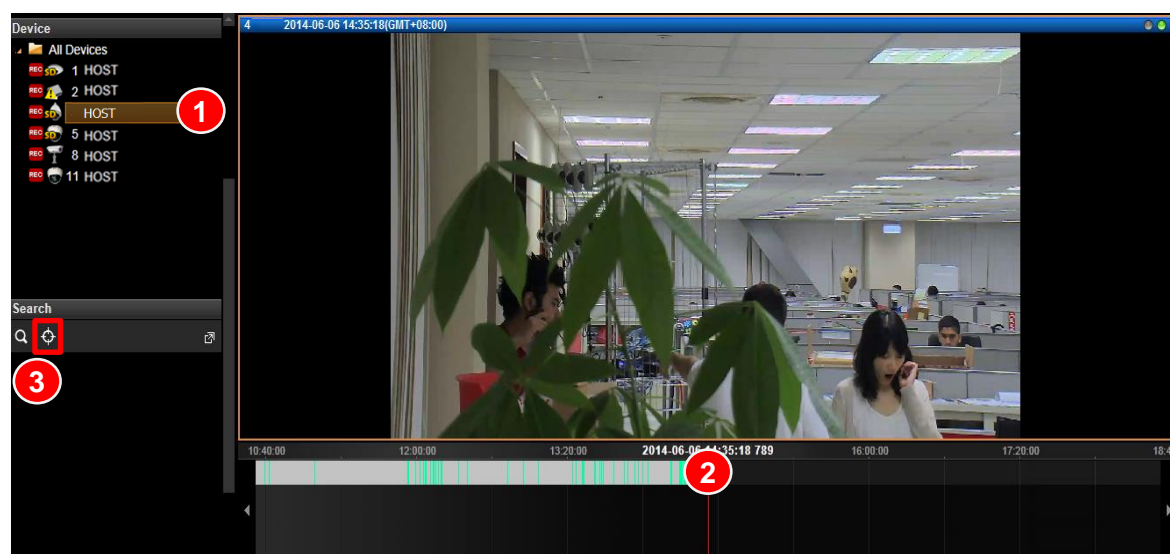 Device
4 2014-06-06 14:35:18(GMT+08:00)
All Devices
REC SD 1 HOST
REC 2 HOST
REC SD HOST
1
REC SD 5 HOST
REC 8 HOST
REC 11 HOST
Search
3
10:40:00 12:00:00 13:20:00 2014-06-06 14:35:18 789 16:00:00 17:20:00 18:4
2